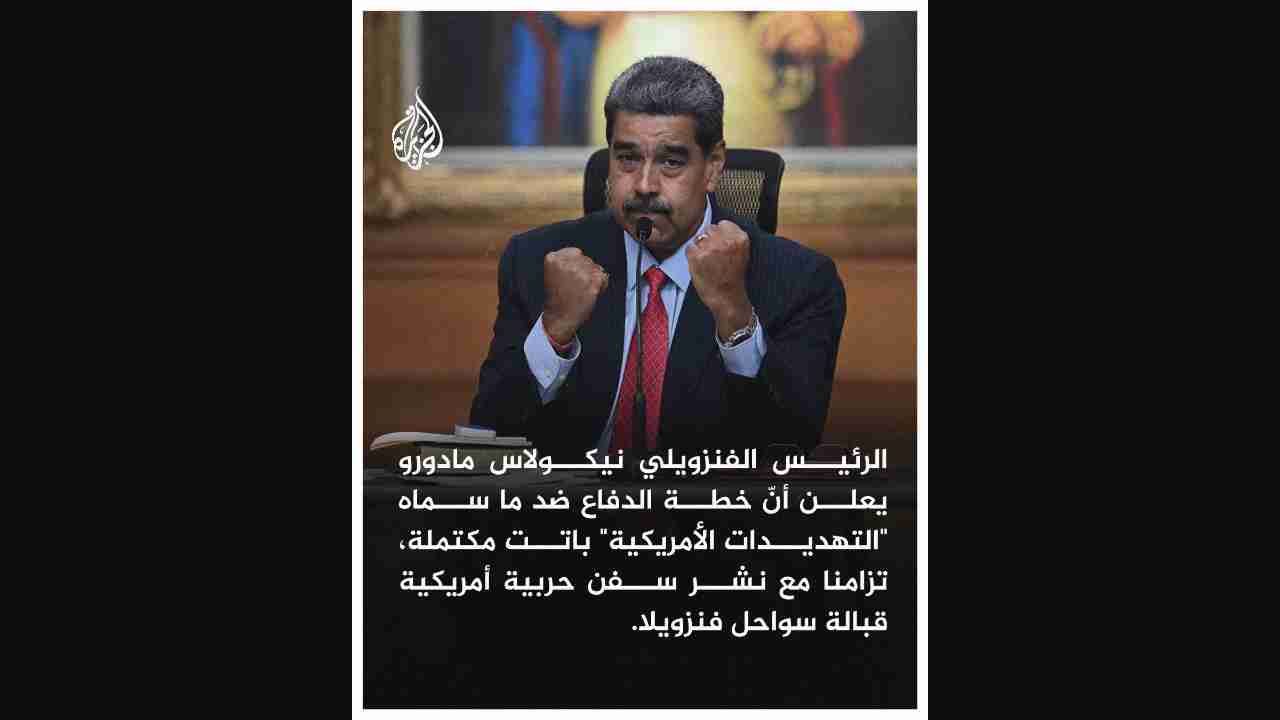 الجزيرة
الرئيس الفنزويلي نيكولاس مادورو
يعلن أنّ خطة الدفاع ضد ما سماه
"التهديدات الأمريكية" باتت مكتملة،
تزامنا مع نشر سفن حربية أمريكية
قبالة سواحل فنزويلا.